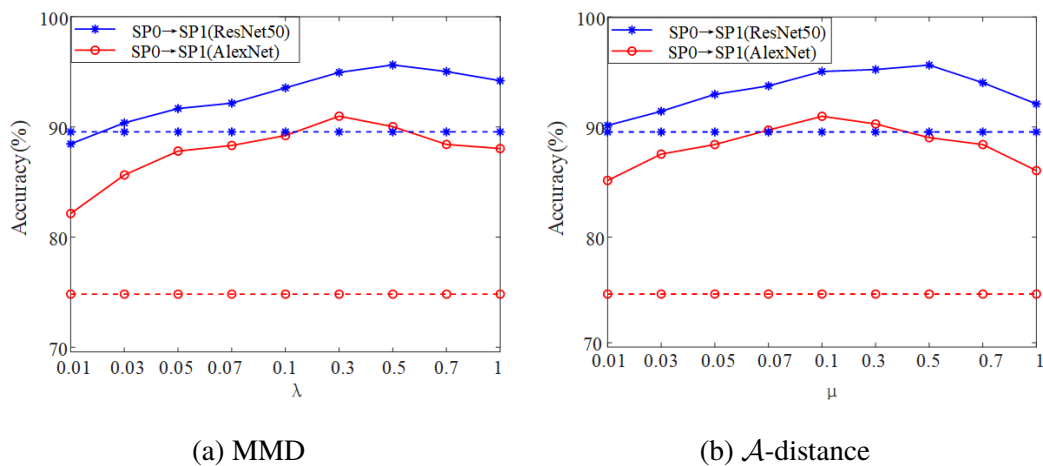 100
90
80
70
Accuracy(%)
SP0→SP1(ResNet50)
SP0→SP1(AlexNet)
0.01 0.03 0.05 0.07 0.1 0.3 0.5 0.7 1
λ
(a) MMD
100
90
80
70
Accuracy(%)
SP0→SP1(ResNet50)
SP0→SP1(AlexNet)
0.01 0.03 0.05 0.07 0.1 0.3 0.5 0.7 1
μ
(b) 𝒜-distance